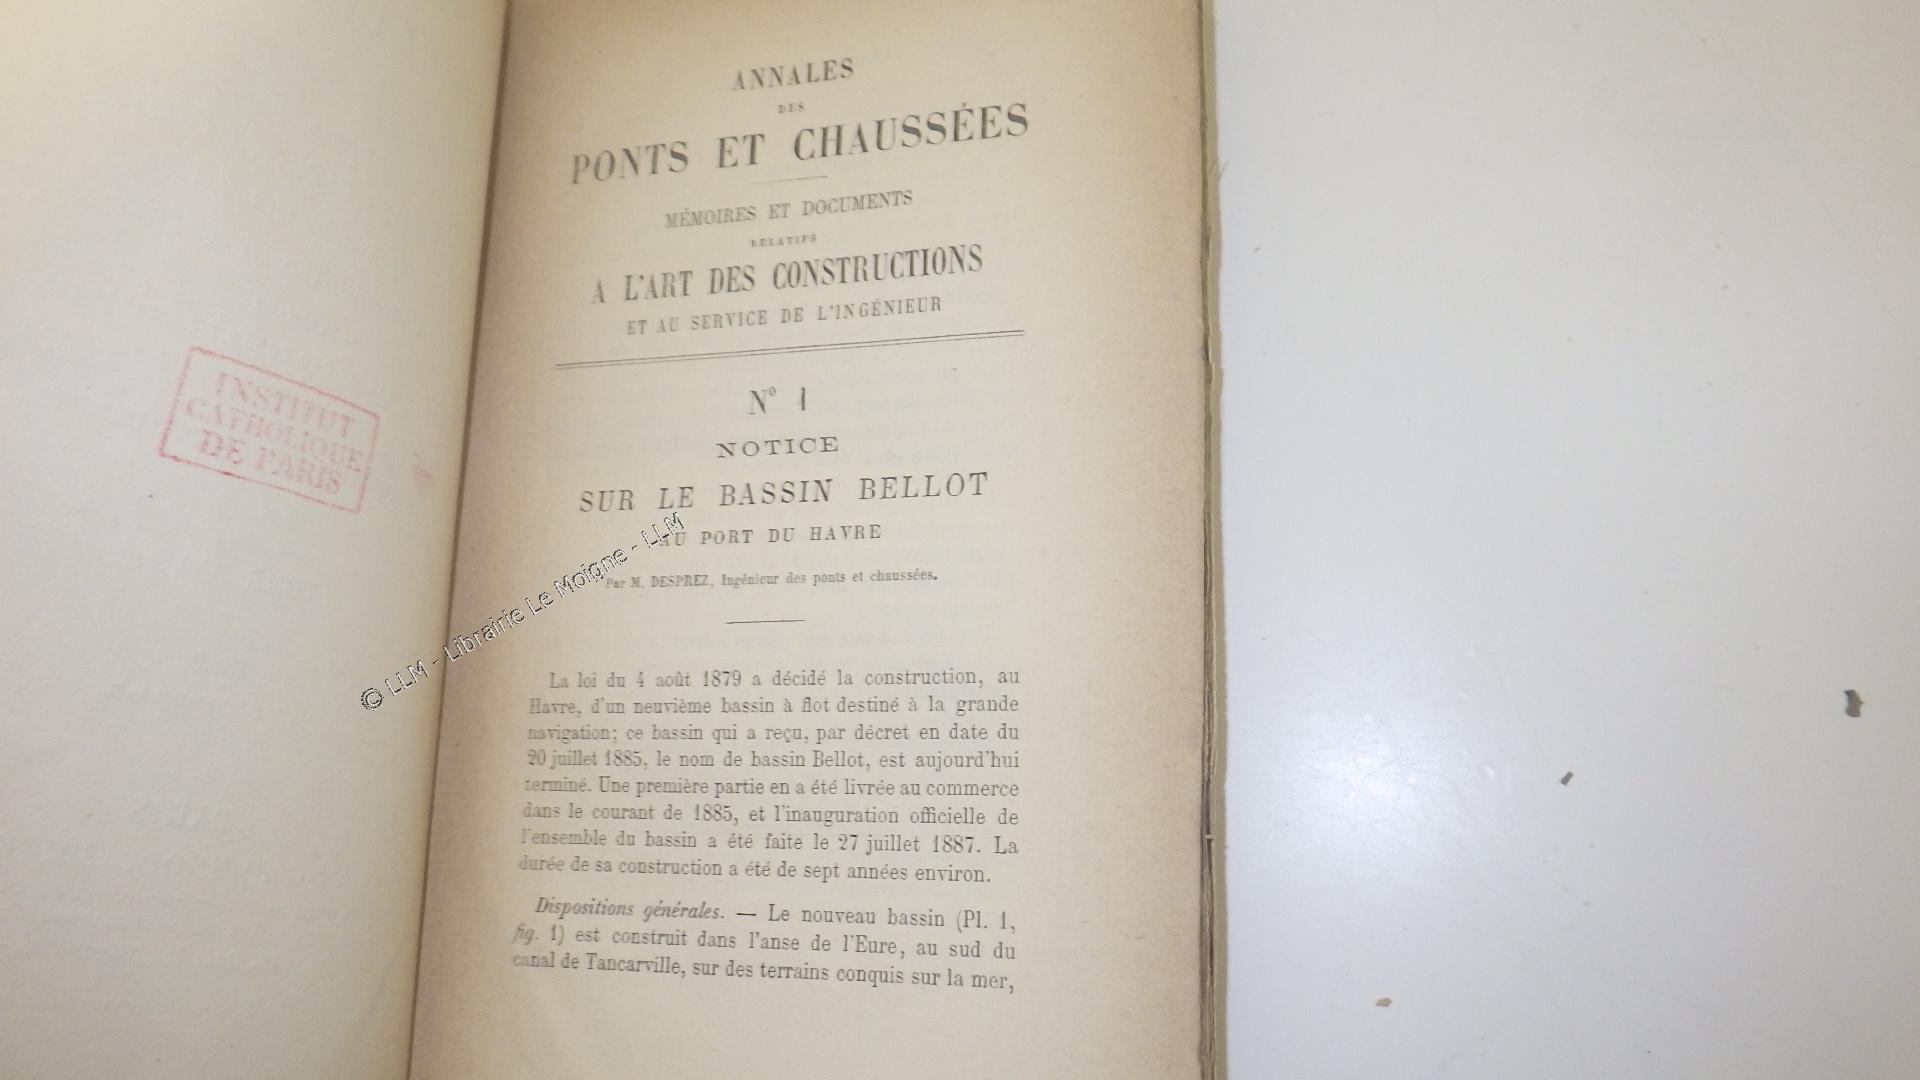 INSTITUT
CATHOLIQUE
DE PARIS
ANNALES
DES
PONTS ET CHAUSSÉES
MÉMOIRES ET DOCUMENTS
RELATIFS
A L'ART DES CONSTRUCTIONS
ET AU SERVICE DE L'INGÉNIEUR
N° 1
NOTICE
SUR LE BASSIN BELLOT
AU PORT DU HAVRE
Par M. DESPREZ, Ingénieur des ponts et chaussées.
La loi du 4 août 1879 a décidé la construction, au
Havre, d'un neuvième bassin à flot destiné à la grande
navigation; ce bassin qui a reçu, par décret en date du
20 juillet 1885, le nom de bassin Bellot, est aujourd'hui
terminé. Une première partie en a été livrée au commerce
dans le courant de 1885, et l'inauguration officielle de
l'ensemble du bassin a été faite le 27 juillet 1887. La
durée de sa construction a été de sept années environ.
Dispositions générales. — Le nouveau bassin (Pl. 1,
fig. 1) est construit dans l'anse de l'Eure, au sud du
canal de Tancarville, sur des terrains conquis sur la mer,
© LLM - Librairie Le Moigne - LLM